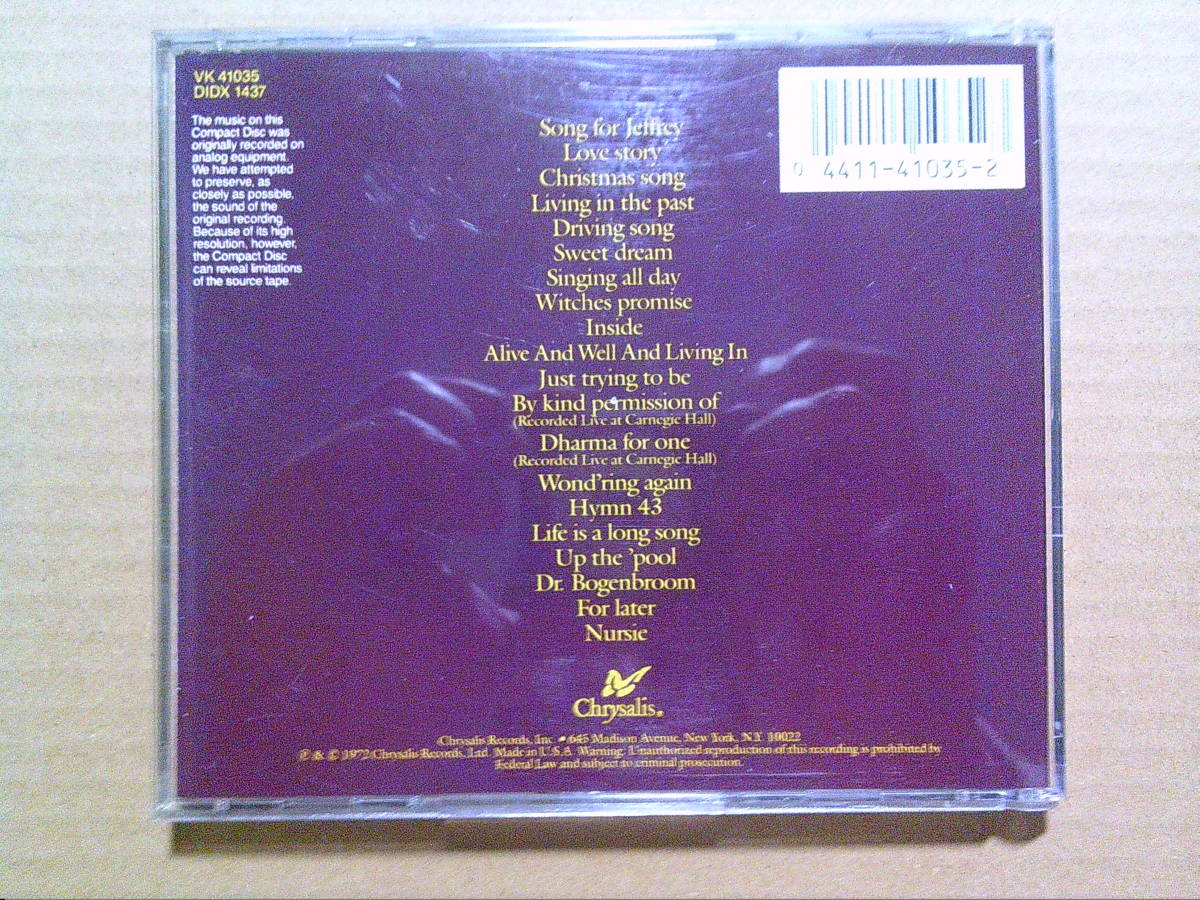 VK 41035
DIDX 1437
The music on this
Compact Disc was
originally recorded on
analog equipment.
We have attempted
to preserve, as
closely as possible,
the sound of the
original recording.
Because of its high
resolution, however,
the Compact Disc
can reveal limitations
of the source tape.
Song for Jeffrey
Love story
Christmas song
Living in the past
Driving song
Sweet dream
Singing all day
Witches promise
Inside
Alive And Well And Living In
Just trying to be
By kind permission of
(Recorded Live at Carnegie Hall)
Dharma for one
(Recorded Live at Carnegie Hall)
Wond'ring again
Hymn 43
Life is a long song
Up the 'pool
Dr. Bogenbroom
For later
Nursie
0 4411-41035-2
Chrysalis®
Chrysalis Records, Inc. • 645 Madison Avenue, New York, N.Y. 10022
℗ & © 1972 Chrysalis Records, Ltd. Made in U.S.A. Warning: Unauthorized reproduction of this recording is prohibited by
Federal Law and subject to criminal prosecution.